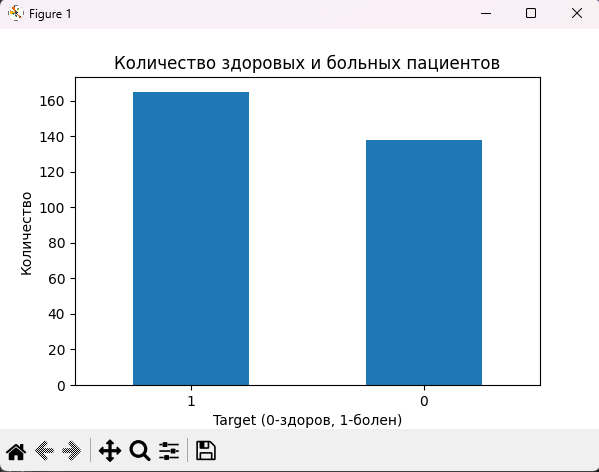 Figure 1
Количество здоровых и больных пациентов
Количество
160
140
120
100
80
60
40
20
0
1 0
Target (0-здоров, 1-болен)